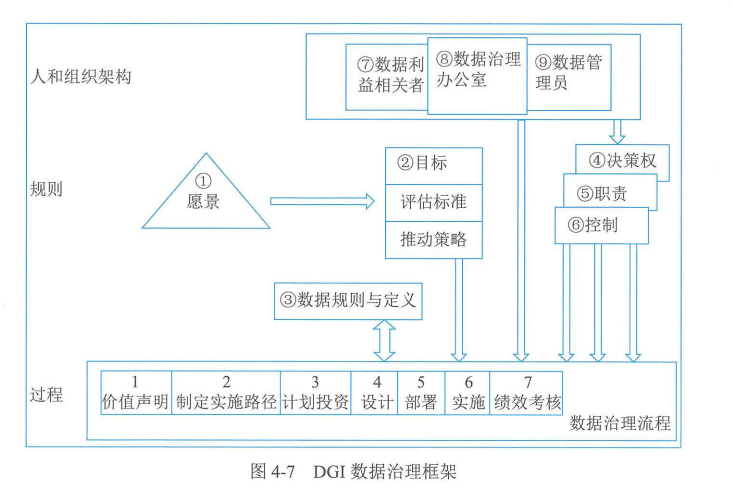 人和组织架构
⑦数据利
益相关者
⑧数据治理
办公室
⑨数据管
理员
规则
①
愿景
②目标
评估标准
推动策略
④决策权
⑤职责
⑥控制
③数据规则与定义
过程
1
价值声明
2
制定实施路径
3
计划投资
4
设计
5
部署
6
实施
7
绩效考核
数据治理流程
图 4-7 DGI 数据治理框架